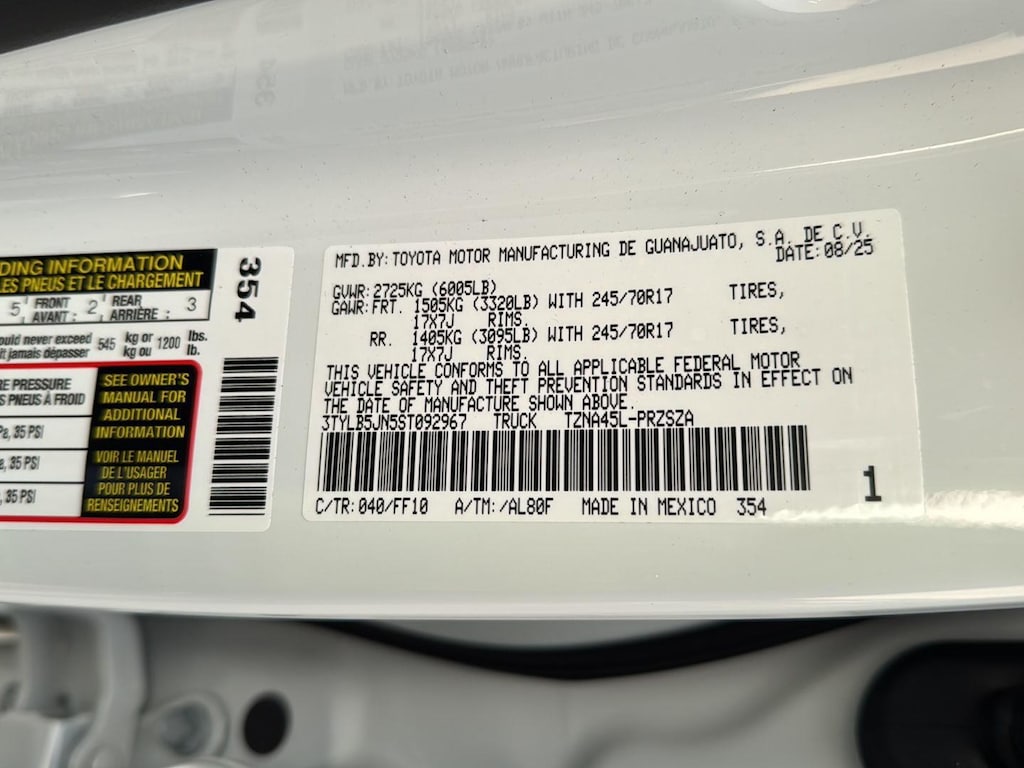 DING INFORMATION
LES PNEUS ET LE CHARGEMENT
5 FRONT AVANT : 2 REAR ARRIÈRE : 3
ould never exceed 545 kg or 1200 lbs.
it jamais dépasser kg ou lb.
RE PRESSURE
S PNEUS À FROID
Pa, 35 PSI
a, 35 PSI
, 35 PSI
SEE OWNER'S
MANUAL FOR
ADDITIONAL
INFORMATION
VOIR LE MANUEL
DE L'USAGER
POUR PLUS DE
RENSEIGNEMENTS
354
MFD.BY: TOYOTA MOTOR MANUFACTURING DE GUANAJUATO, S.A. DE C.V.
DATE: 08/25
GVWR: 2725KG (6005LB)
GAWR: FRT. 1505KG (3320LB) WITH 245/70R17 TIRES,
17X7J RIMS.
RR. 1405KG (3095LB) WITH 245/70R17 TIRES,
17X7J RIMS.
THIS VEHICLE CONFORMS TO ALL APPLICABLE FEDERAL MOTOR
VEHICLE SAFETY AND THEFT PREVENTION STANDARDS IN EFFECT ON
THE DATE OF MANUFACTURE SHOWN ABOVE.
3TYLB5JN5ST092967 TRUCK TZNA45L-PRZSZA
1
C/TR: 040/FF10 A/TM: /AL80F MADE IN MEXICO 354